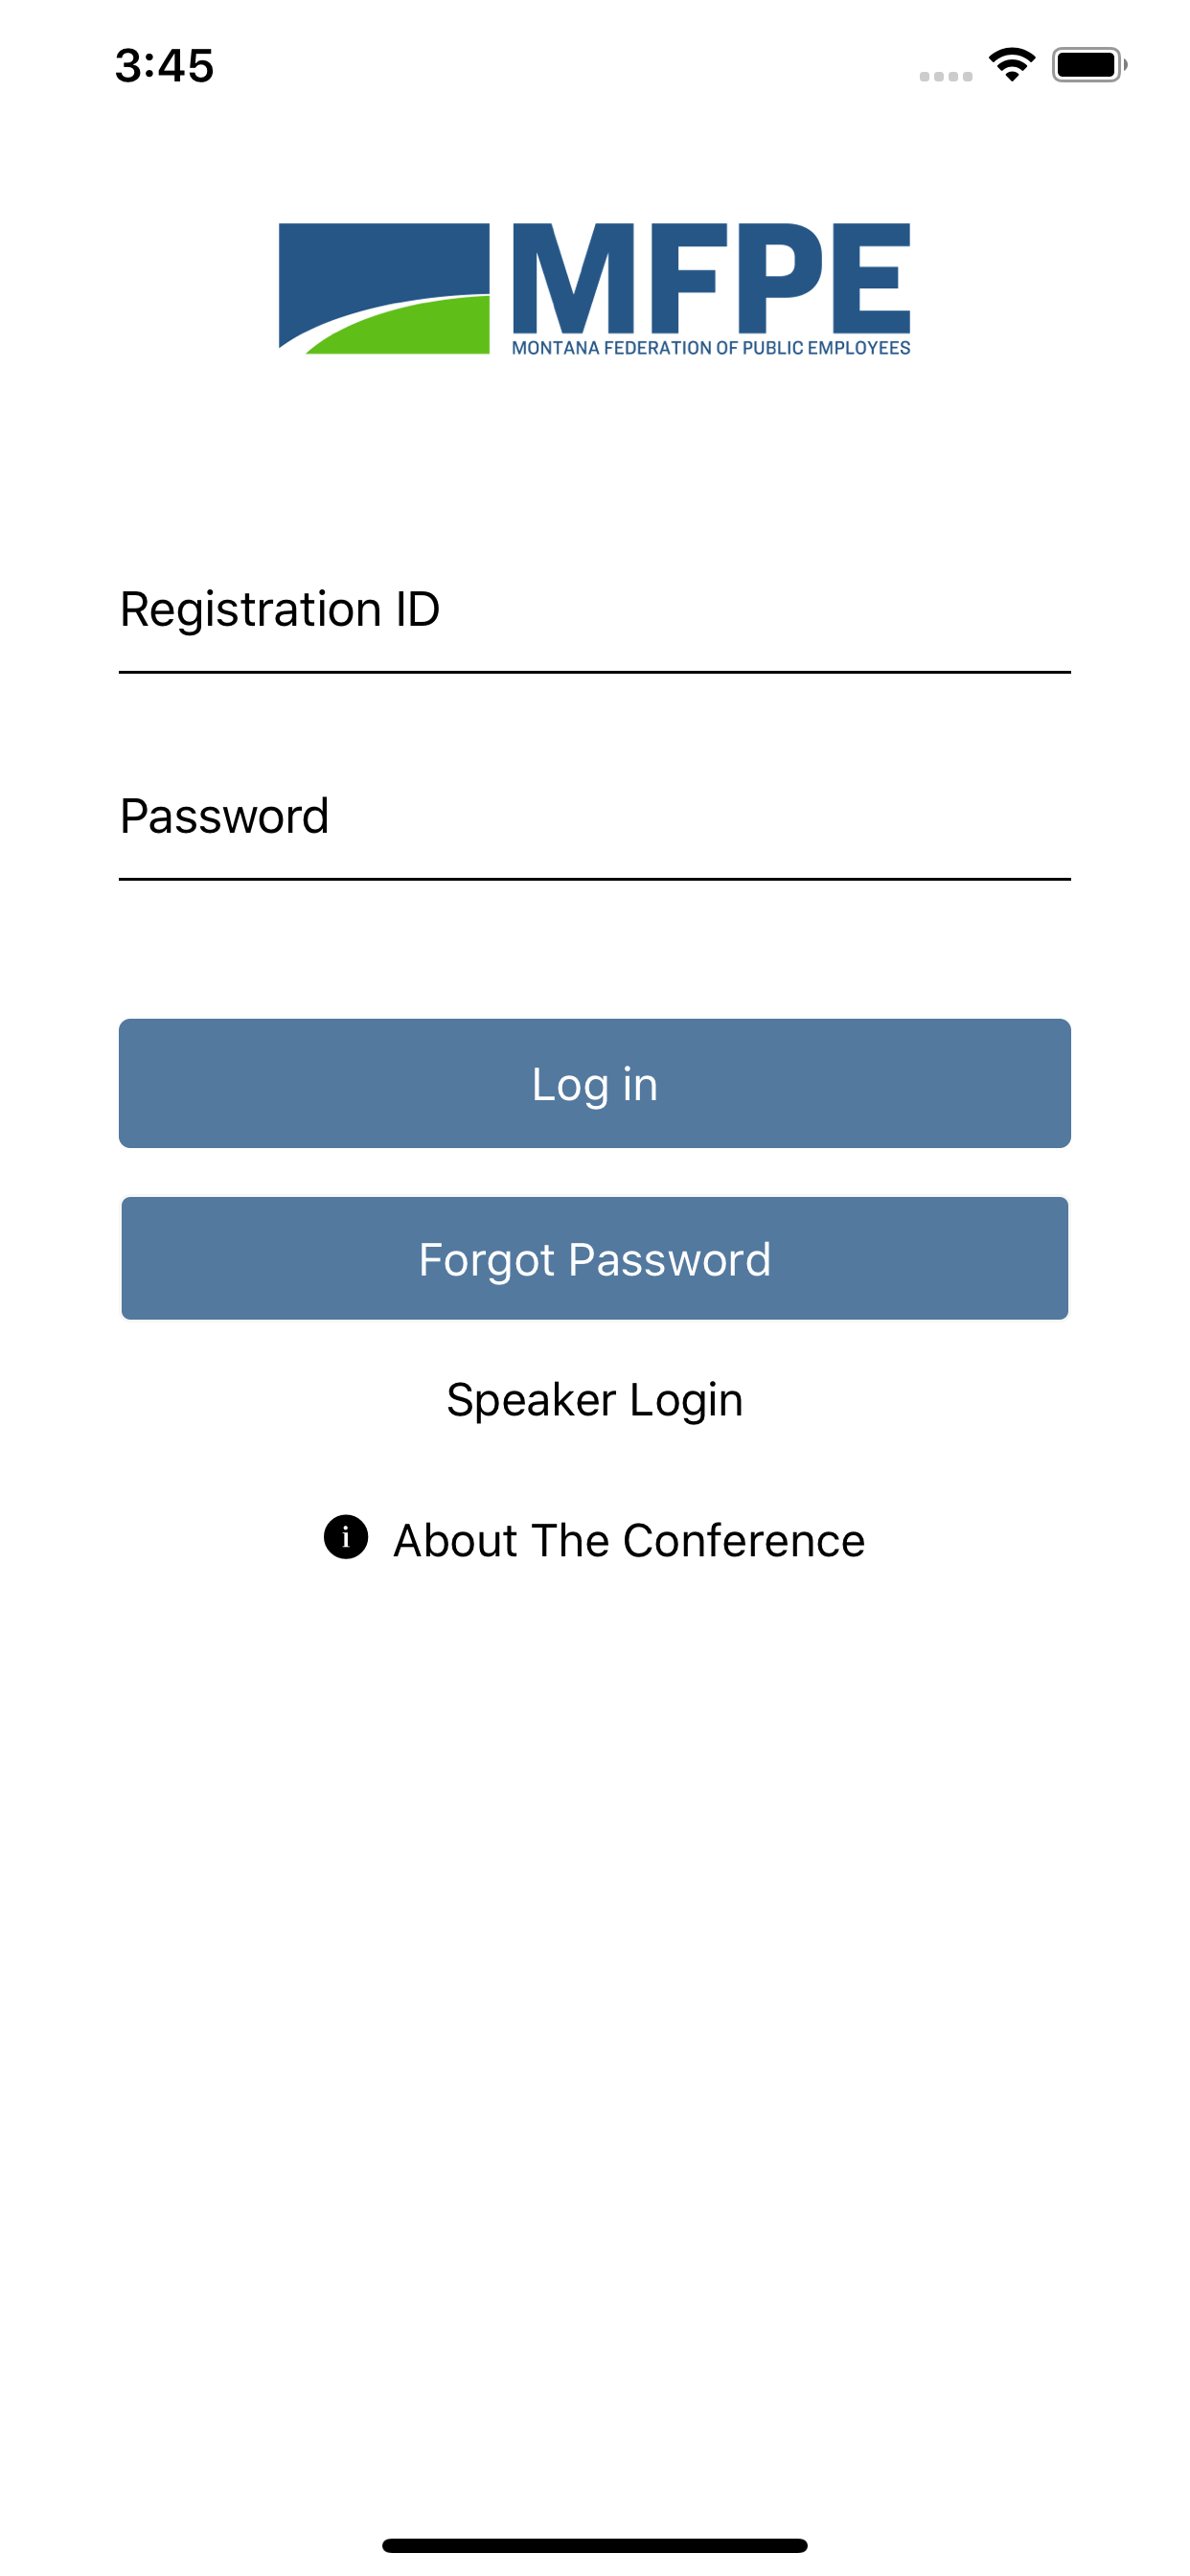 3:45
MFPE
MONTANA FEDERATION OF PUBLIC EMPLOYEES
Registration ID
Password
Log in
Forgot Password
Speaker Login
i About The Conference